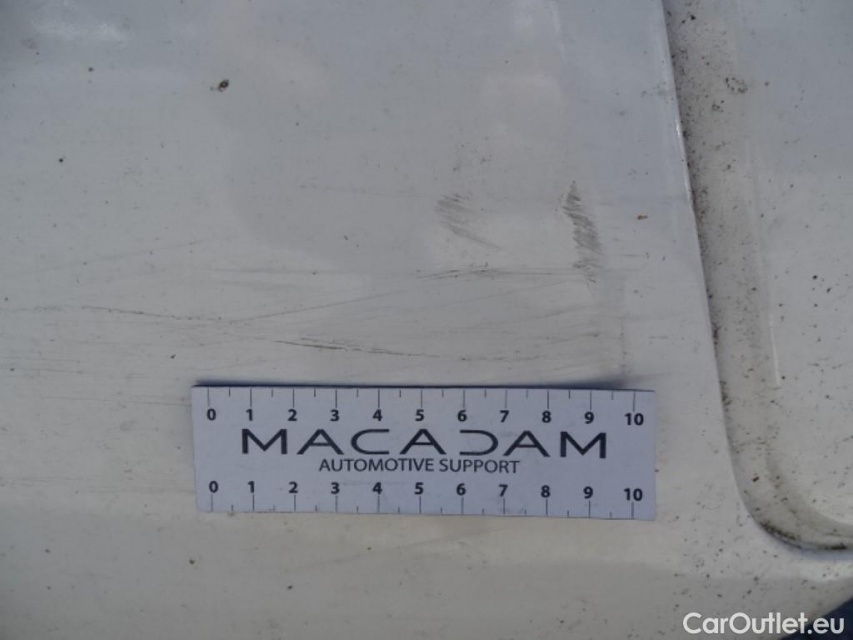 0 1 2 3 4 5 6 7 8 9 10
MACADAM
AUTOMOTIVE SUPPORT
0 1 2 3 4 5 6 7 8 9 10
CarOutlet.eu